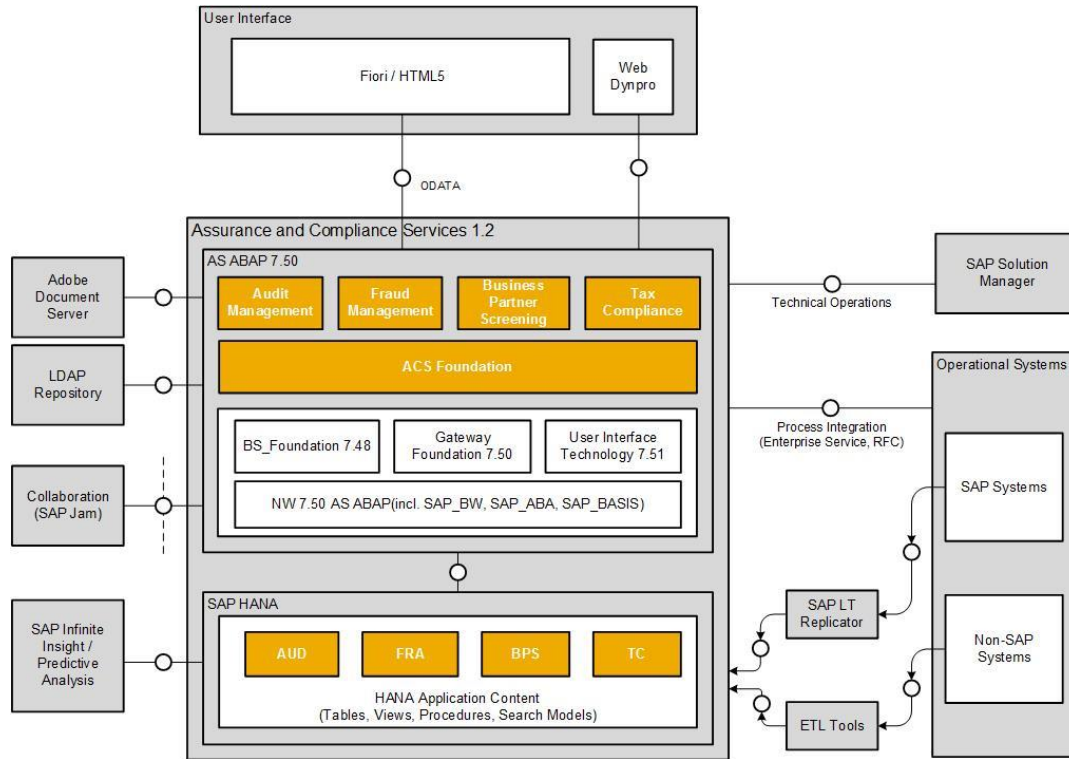 User Interface
Fiori / HTML5
Web
Dynpro
ODATA
Assurance and Compliance Services 1.2
AS ABAP 7.50
Audit
Management
Fraud
Management
Business
Partner
Screening
Tax
Compliance
ACS Foundation
BS_Foundation 7.48
Gateway
Foundation 7.50
User Interface
Technology 7.51
NW 7.50 AS ABAP(incl. SAP_BW, SAP_ABA, SAP_BASIS)
SAP HANA
AUD
FRA
BPS
TC
HANA Application Content
(Tables, Views, Procedures, Search Models)
Adobe
Document
Server
LDAP
Repository
Collaboration
(SAP Jam)
SAP Infinite
Insight /
Predictive
Analysis
Technical Operations
SAP Solution
Manager
Process Integration
(Enterprise Service, RFC)
Operational Systems
SAP Systems
Non-SAP
Systems
SAP LT
Replicator
ETL Tools